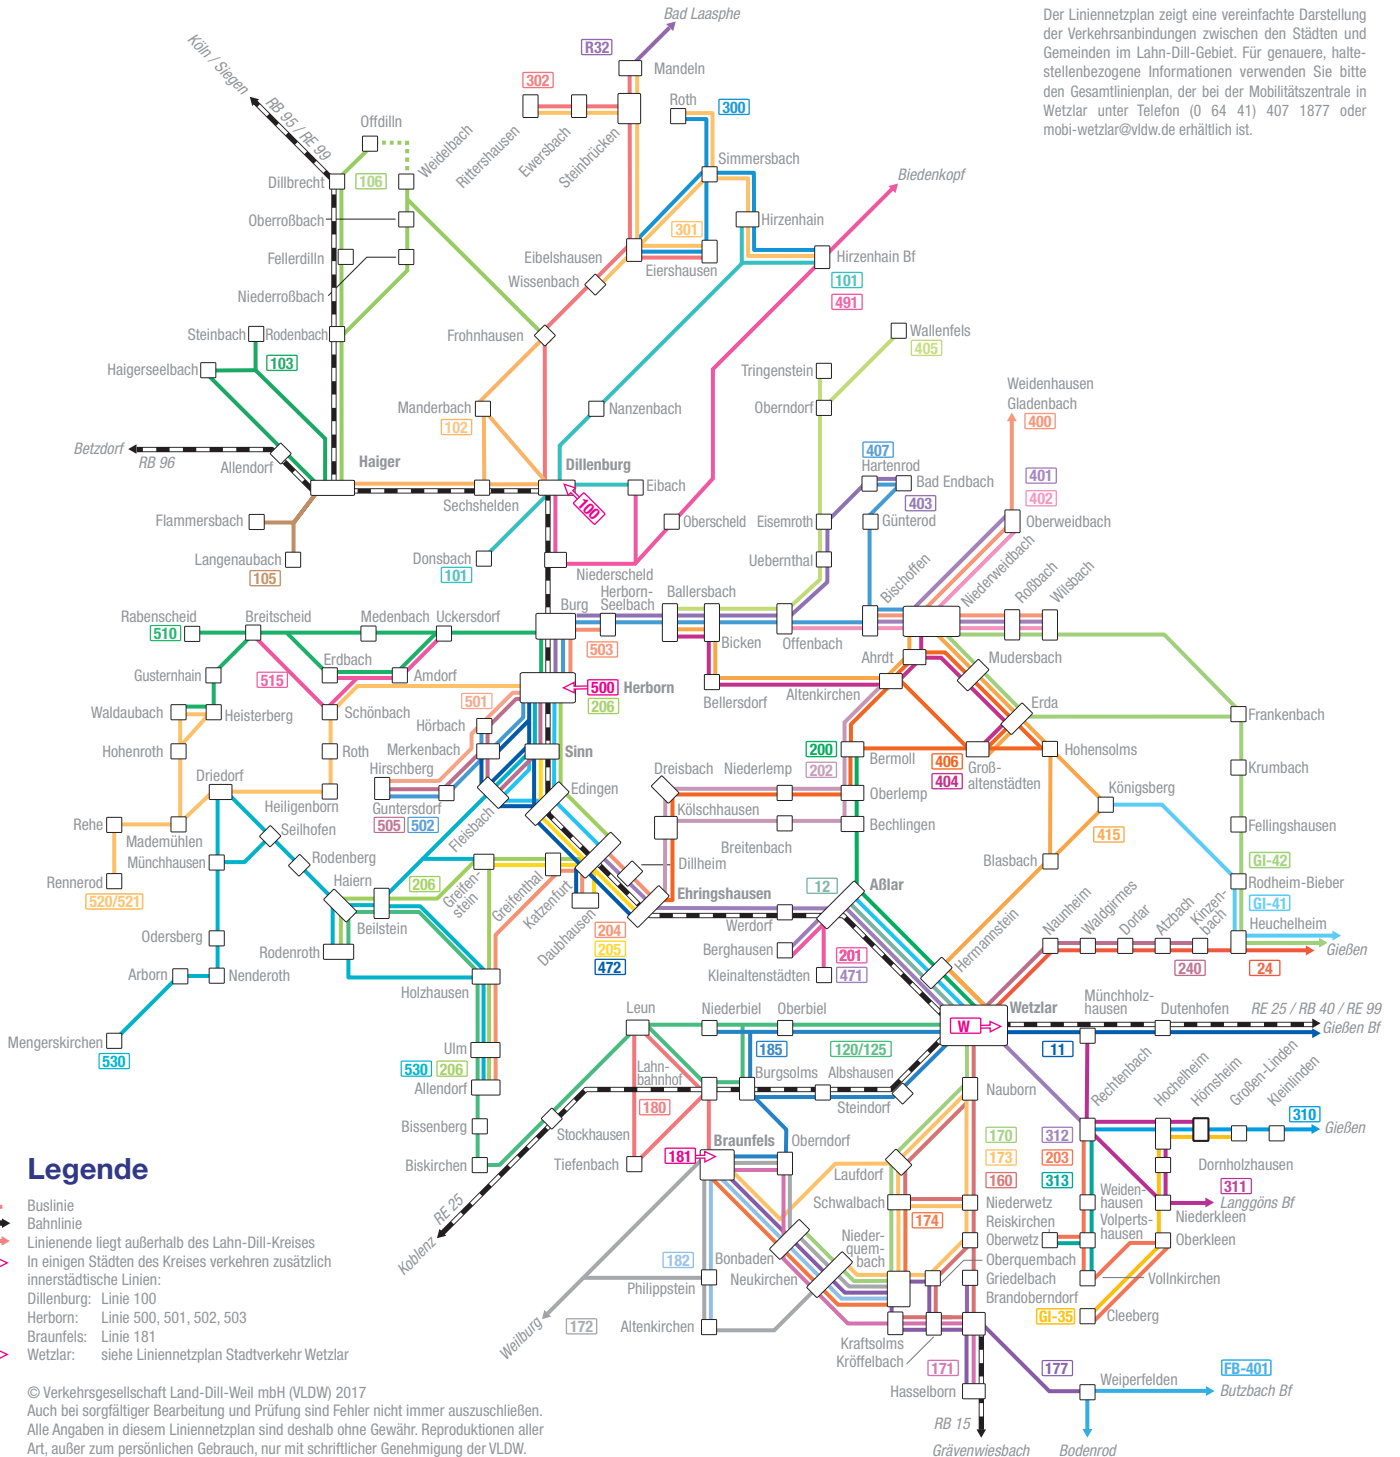 Der Liniennetzplan zeigt eine vereinfachte Darstellung
der Verkehrsanbindungen zwischen den Städten und
Gemeinden im Lahn-Dill-Gebiet. Für genauere, halte-
stellenbezogene Informationen verwenden Sie bitte
den Gesamtlinienplan, der bei der Mobilitätszentrale in
Wetzlar unter Telefon (0 64 41) 407 1877 oder
mobi-wetzlar@vldw.de erhältlich ist.
Bad Laasphe
R32
Köln / Siegen
RB 95 / RE 99
302
Mandeln
Roth
300
Offdilln
Weidelbach
Rittershausen
Ewersbach
Steinbrücken
Simmersbach
Dillbrecht
106
Biedenkopf
Oberroßbach
Hirzenhain
301
Fellerdilln
Eibelshausen
Eiershausen
Hirzenhain Bf
Wissenbach
101
491
Niederroßbach
Steinbach
Rodenbach
Frohnhausen
Wallenfels
405
103
Haigerseelbach
Tringenstein
Weidenhausen
Gladenbach
400
Manderbach
102
Nanzenbach
Oberndorf
Betzdorf
RB 96
Allendorf
Haiger
Dillenburg
407
Hartenrod
Bad Endbach
401
402
403
Sechshelden
100
Eibach
Flammersbach
Oberscheld
Eisemroth
Günterod
Oberweidbach
Langenaubach
105
Donsbach
101
Niederscheld
Uebernthal
Bischoffen
Niederweidbach
Roßbach
Wilsbach
Rabenscheid
510
Breitscheid
Medenbach
Uckersdorf
Burg
Herborn-
Seelbach
Ballersbach
503
Bicken
Offenbach
Ahrdt
Mudersbach
Erdbach
Amdorf
Gusternhain
515
500
Herborn
206
Bellersdorf
Altenkirchen
Erda
Waldaubach
Heisterberg
Schönbach
501
Hörbach
Frankenbach
Hohenroth
Roth
Merkenbach
Sinn
200
202
Bermoll
406
404
Groß-
altenstädten
Hohensolms
Hirschberg
Driedorf
Heiligenborn
Guntersdorf
505
502
Fleisbach
Edingen
Dreisbach
Niederlemp
Oberlemp
Krumbach
Königsberg
Rehe
Mademühlen
Seilhofen
Kölschhausen
Bechlingen
415
Fellingshausen
Münchhausen
Rodenberg
Breitenbach
Rennerod
520/521
Haiern
206
Greifen-
stein
Greifenthal
Katzenfurt
Dillheim
Blasbach
GI-42
Rodheim-Bieber
GI-41
Beilstein
Daubhausen
Ehringshausen
12
Aßlar
Naunheim
Waldgirmes
Dorlar
Atzbach
Kinzen-
bach
Heuchelheim
Odersberg
Rodenroth
204
205
472
Werdorf
Berghausen
201
471
Kleinaltenstädten
Hermannstein
Gießen
240
24
Arborn
Nenderoth
Holzhausen
Leun
Niederbiel
Oberbiel
Wetzlar
W
Münchholz-
hausen
Dutenhofen
RE 25 / RB 40 / RE 99
Gießen Bf
Mengerskirchen
530
Ulm
530
206
Allendorf
Lahn-
bahnhof
185
120/125
Burgsolms
Albshausen
11
180
Steindorf
Nauborn
Rechtenbach
Hochelheim
Hörnsheim
Großen-Linden
Kleinlinden
310
Gießen
Bissenberg
Stockhausen
Braunfels
181
Oberndorf
170
173
160
312
203
313
Biskirchen
Tiefenbach
Laufdorf
Dornholzhausen
311
Langgöns Bf
Schwalbach
174
Niederwetz
Weiden-
hausen
Niederkleen
RE 25
Koblenz
Reiskirchen
Oberwetz
Volperts-
hausen
Oberkleen
Nieder-
quem-
bach
Bonbaden
Neukirchen
Oberquembach
182
Philippstein
Griedelbach
Vollnkirchen
Brandoberndorf
GI-35
Cleeberg
Weilburg
172
Altenkirchen
Kraftsolms
Kröffelbach
171
177
Hasselborn
Weiperfelden
FB-401
Butzbach Bf
RB 15
Grävenwiesbach
Bodenrod
Legende
Buslinie
Bahnlinie
Linienende liegt außerhalb des Lahn-Dill-Kreises
In einigen Städten des Kreises verkehren zusätzlich
innerstädtische Linien:
Dillenburg: Linie 100
Herborn: Linie 500, 501, 502, 503
Braunfels: Linie 181
Wetzlar: siehe Liniennetzplan Stadtverkehr Wetzlar
© Verkehrsgesellschaft Land-Dill-Weil mbH (VLDW) 2017
Auch bei sorgfältiger Bearbeitung und Prüfung sind Fehler nicht immer auszuschließen.
Alle Angaben in diesem Liniennetzplan sind deshalb ohne Gewähr. Reproduktionen aller
Art, außer zum persönlichen Gebrauch, nur mit schriftlicher Genehmigung der VLDW.